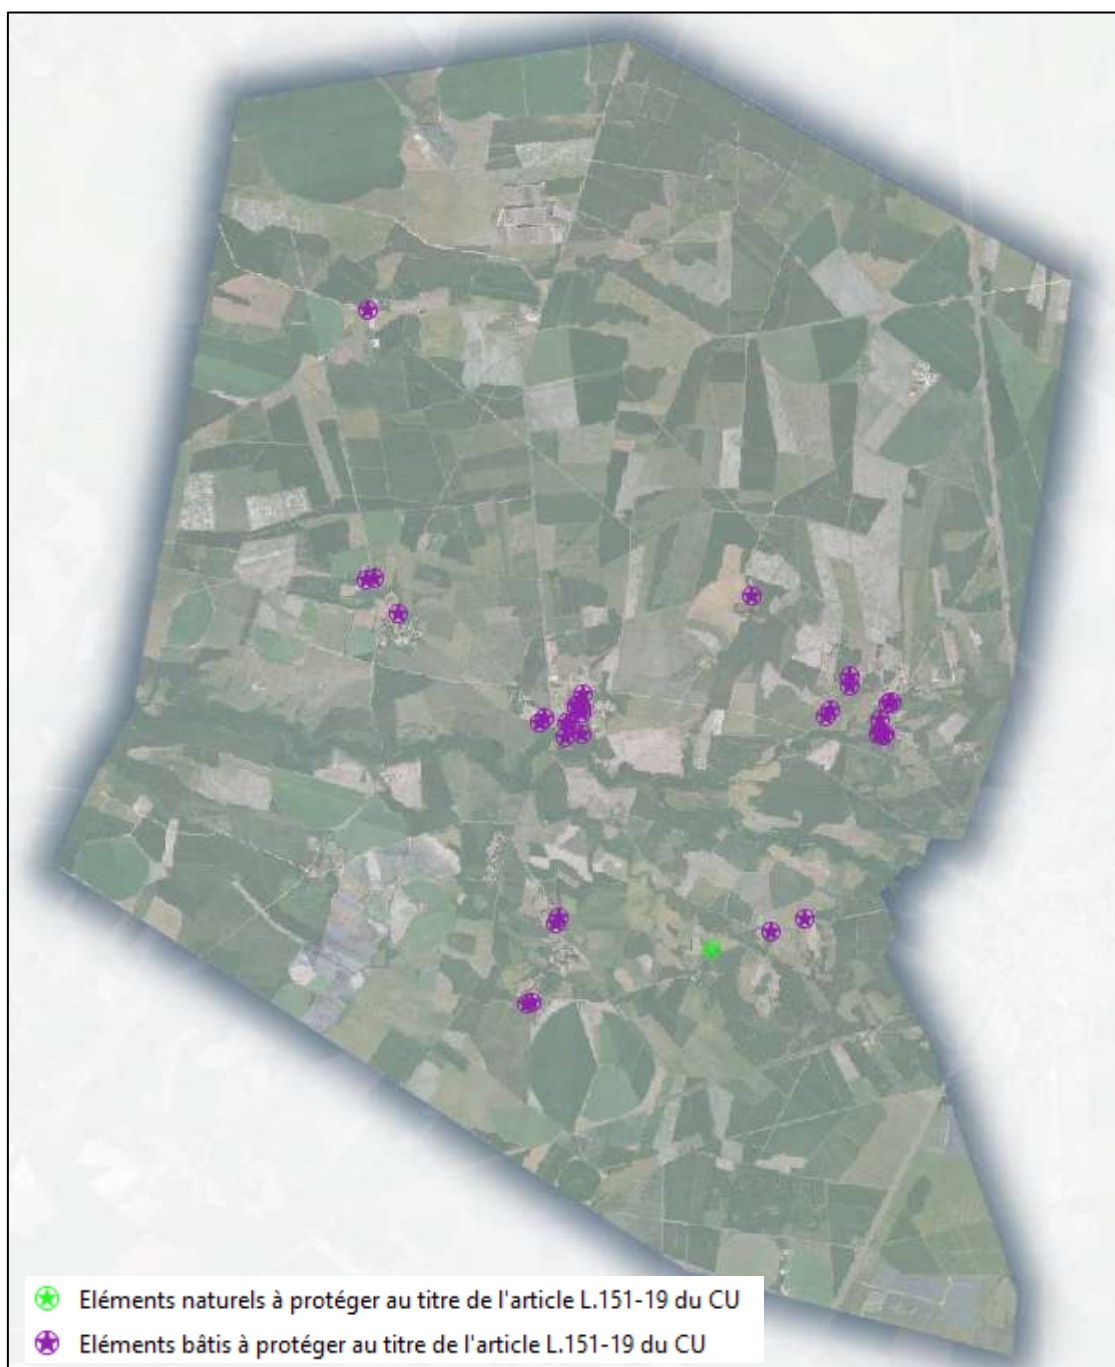 Eléments naturels à protéger au titre de l'article L.151-19 du CU
Eléments bâtis à protéger au titre de l'article L.151-19 du CU